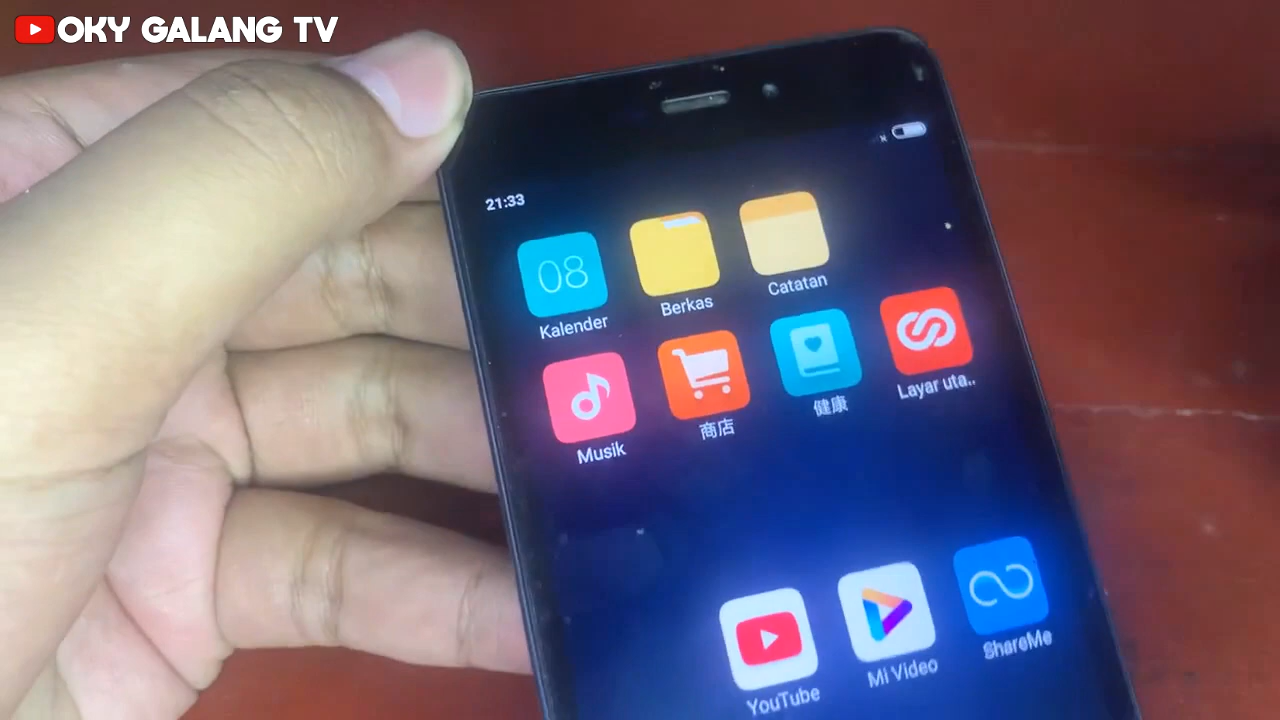 OKY GALANG TV
21:33
08
Kalender
Berkas
Catatan
Musik
商店
健康
Layar uta..
YouTube
Mi Video
ShareMe